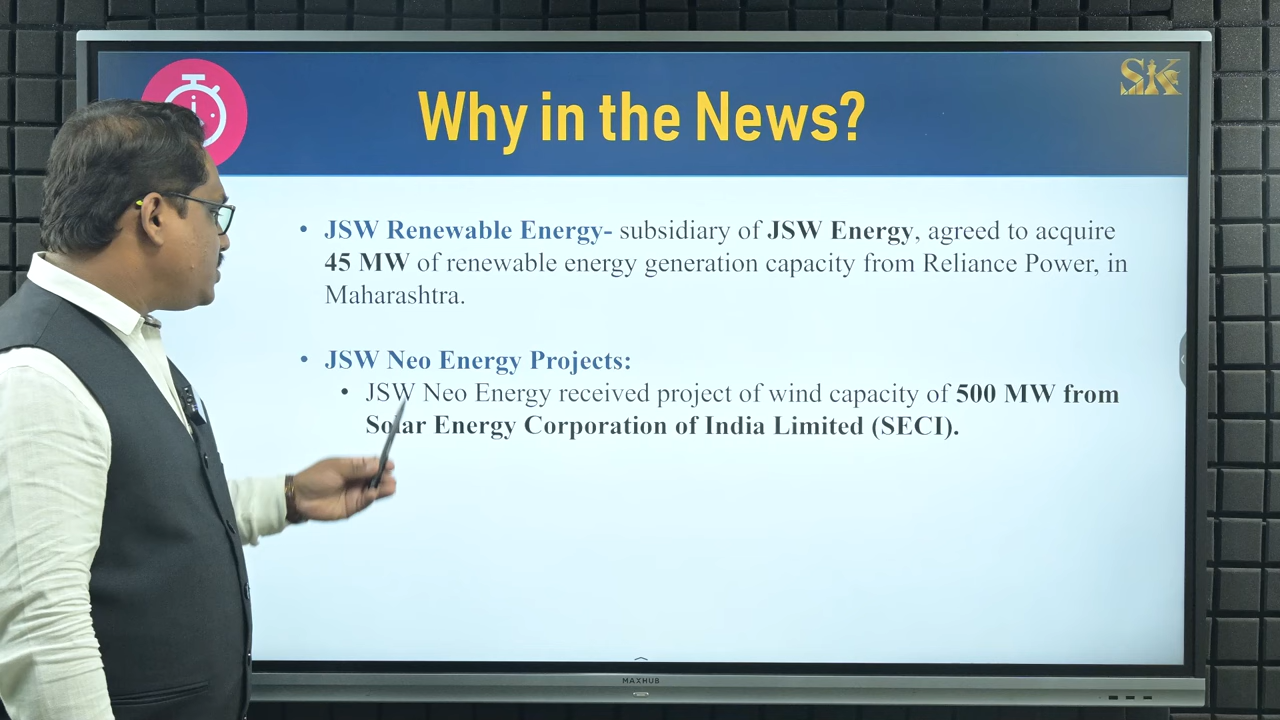 SK
Why in the News?
• JSW Renewable Energy- subsidiary of JSW Energy, agreed to acquire
45 MW of renewable energy generation capacity from Reliance Power, in
Maharashtra.
• JSW Neo Energy Projects:
• JSW Neo Energy received project of wind capacity of 500 MW from
Solar Energy Corporation of India Limited (SECI).
MAXHUB